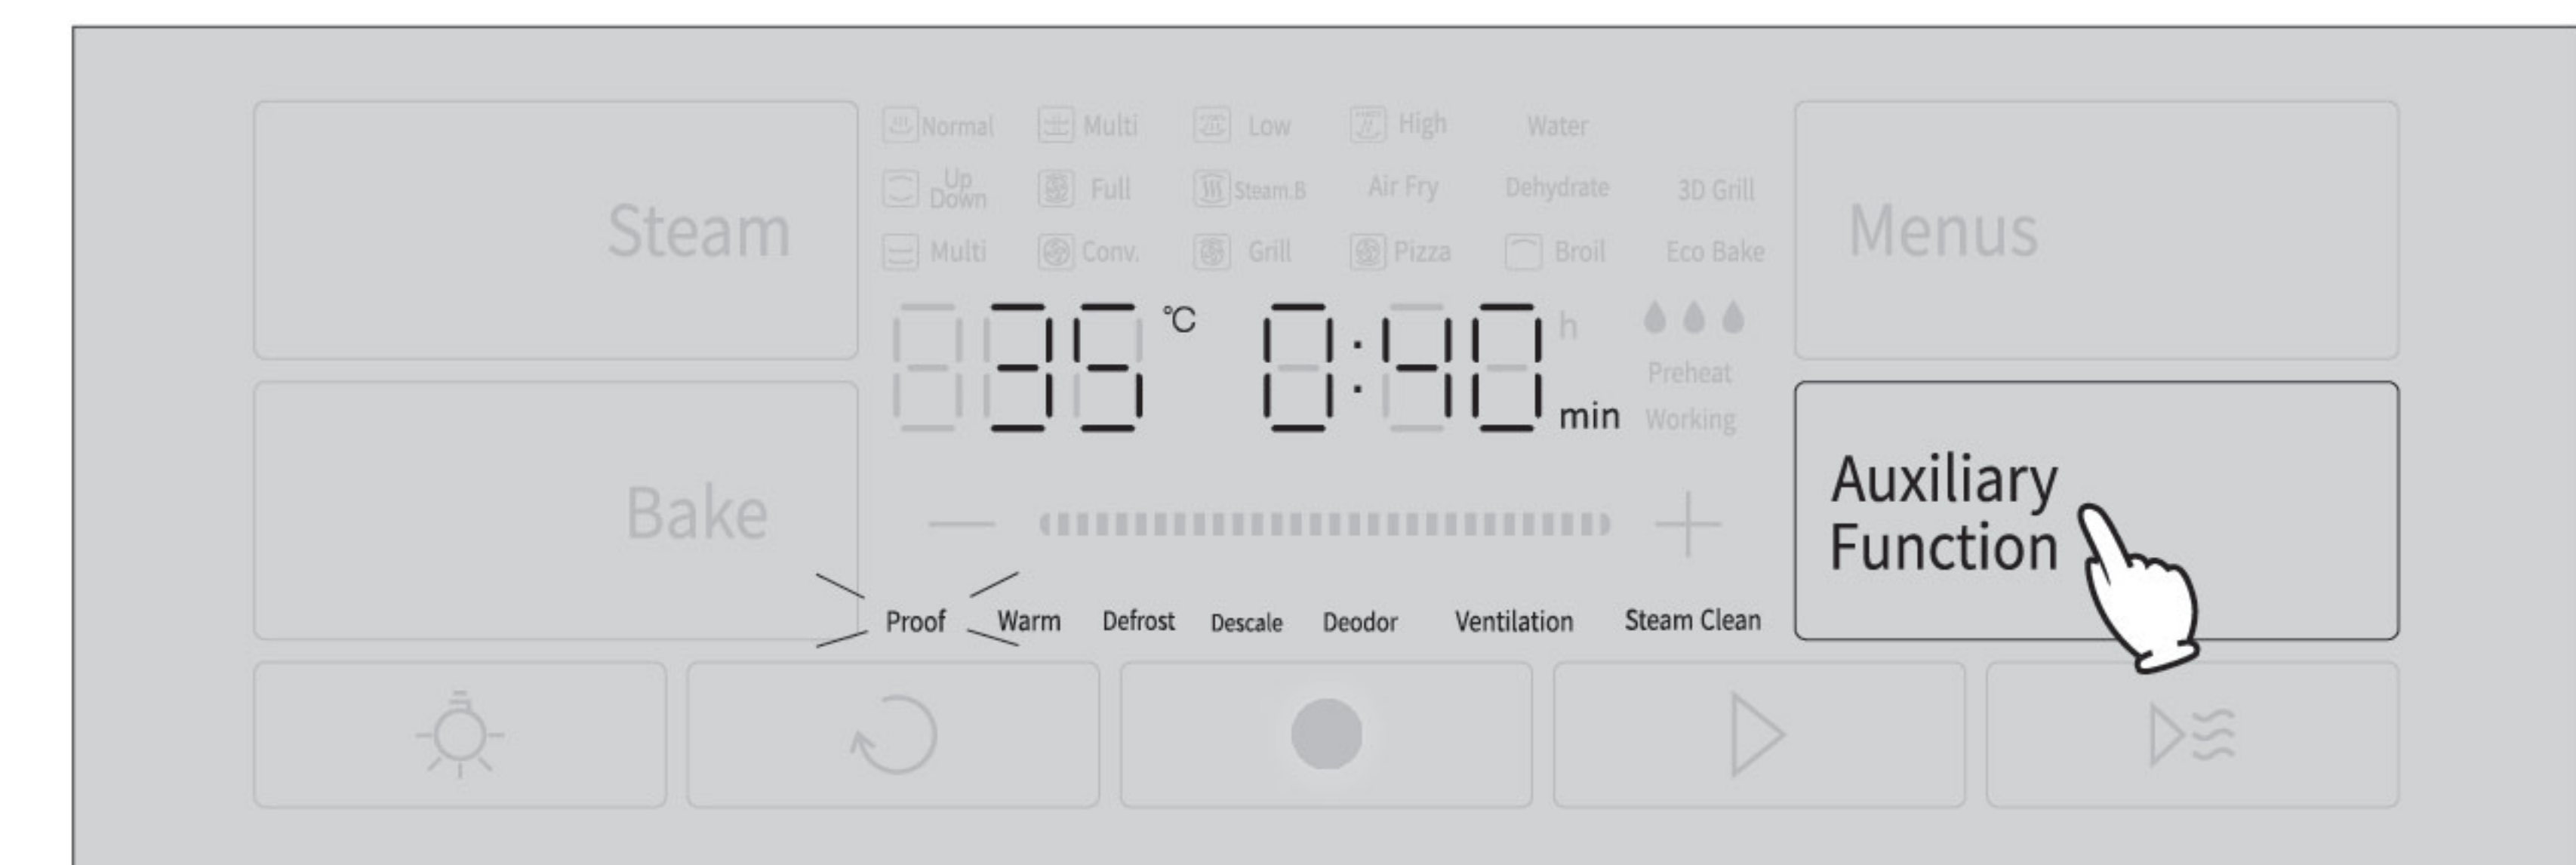 Normal Multi Low High Water
Up Down Full Steam.B Air Fry Dehydrate 3D Grill
Multi Conv. Grill Pizza Broil Eco Bake
Steam
Menus
35 °C 0:40 h
min
Preheat
Working
Bake
Auxiliary
Function
Proof Warm Defrost Descale Deodor Ventilation Steam Clean